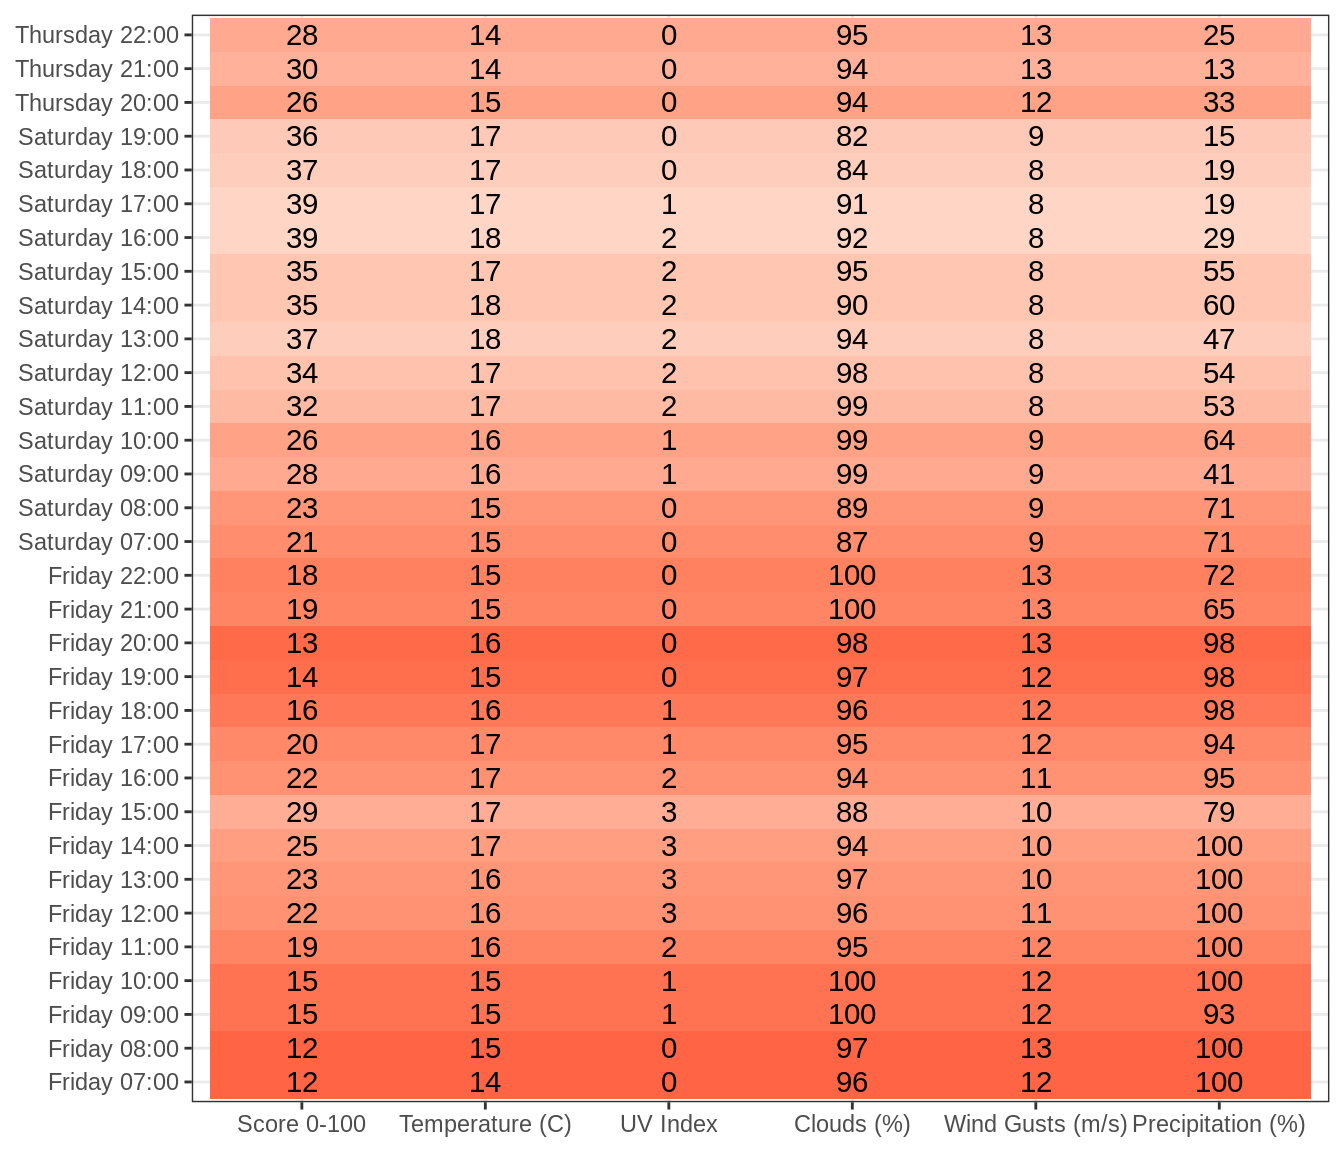 Thursday 22:00 28 14 0 95 13 25
Thursday 21:00 30 14 0 94 13 13
Thursday 20:00 26 15 0 94 12 33
Saturday 19:00 36 17 0 82 9 15
Saturday 18:00 37 17 0 84 8 19
Saturday 17:00 39 17 1 91 8 19
Saturday 16:00 39 18 2 92 8 29
Saturday 15:00 35 17 2 95 8 55
Saturday 14:00 35 18 2 90 8 60
Saturday 13:00 37 18 2 94 8 47
Saturday 12:00 34 17 2 98 8 54
Saturday 11:00 32 17 2 99 8 53
Saturday 10:00 26 16 1 99 9 64
Saturday 09:00 28 16 1 99 9 41
Saturday 08:00 23 15 0 89 9 71
Saturday 07:00 21 15 0 87 9 71
Friday 22:00 18 15 0 100 13 72
Friday 21:00 19 15 0 100 13 65
Friday 20:00 13 16 0 98 13 98
Friday 19:00 14 15 0 97 12 98
Friday 18:00 16 16 1 96 12 98
Friday 17:00 20 17 1 95 12 94
Friday 16:00 22 17 2 94 11 95
Friday 15:00 29 17 3 88 10 79
Friday 14:00 25 17 3 94 10 100
Friday 13:00 23 16 3 97 10 100
Friday 12:00 22 16 3 96 11 100
Friday 11:00 19 16 2 95 12 100
Friday 10:00 15 15 1 100 12 100
Friday 09:00 15 15 1 100 12 93
Friday 08:00 12 15 0 97 13 100
Friday 07:00 12 14 0 96 12 100
Score 0-100 Temperature (C) UV Index Clouds (%) Wind Gusts (m/s) Precipitation (%)